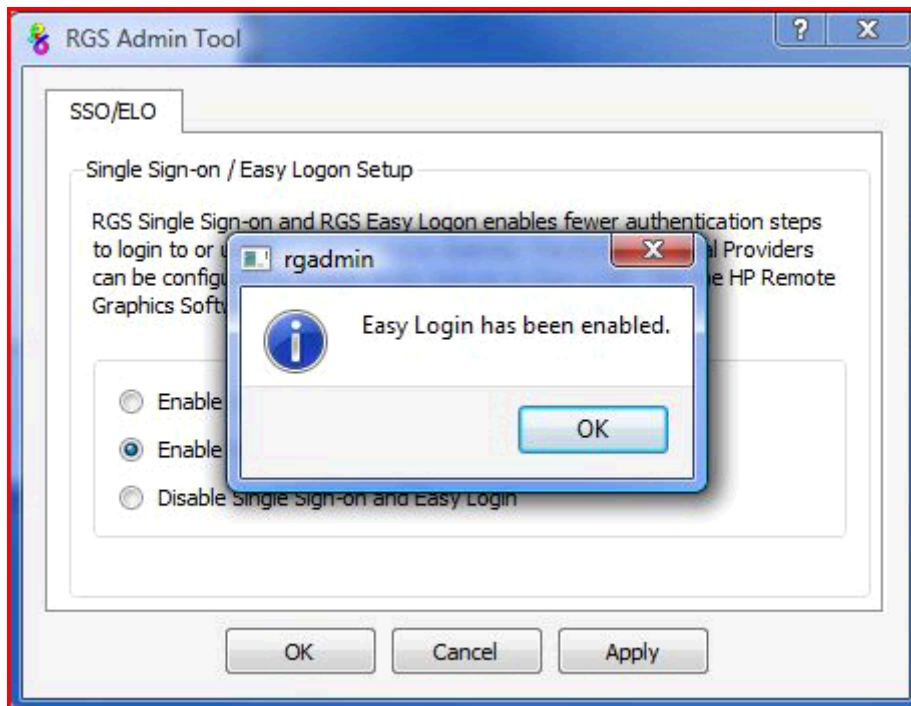 RGS Admin Tool
SSO/ELO
Single Sign-on / Easy Logon Setup
RGS Single Sign-on and RGS Easy Logon enables fewer authentication steps
to login to or
Providers
can be
HP Remote
Graphics
rgadmin
Easy Login has been enabled.
OK
Enable
Enable
Disable Single Sign-on and Easy Login
OK
Cancel
Apply